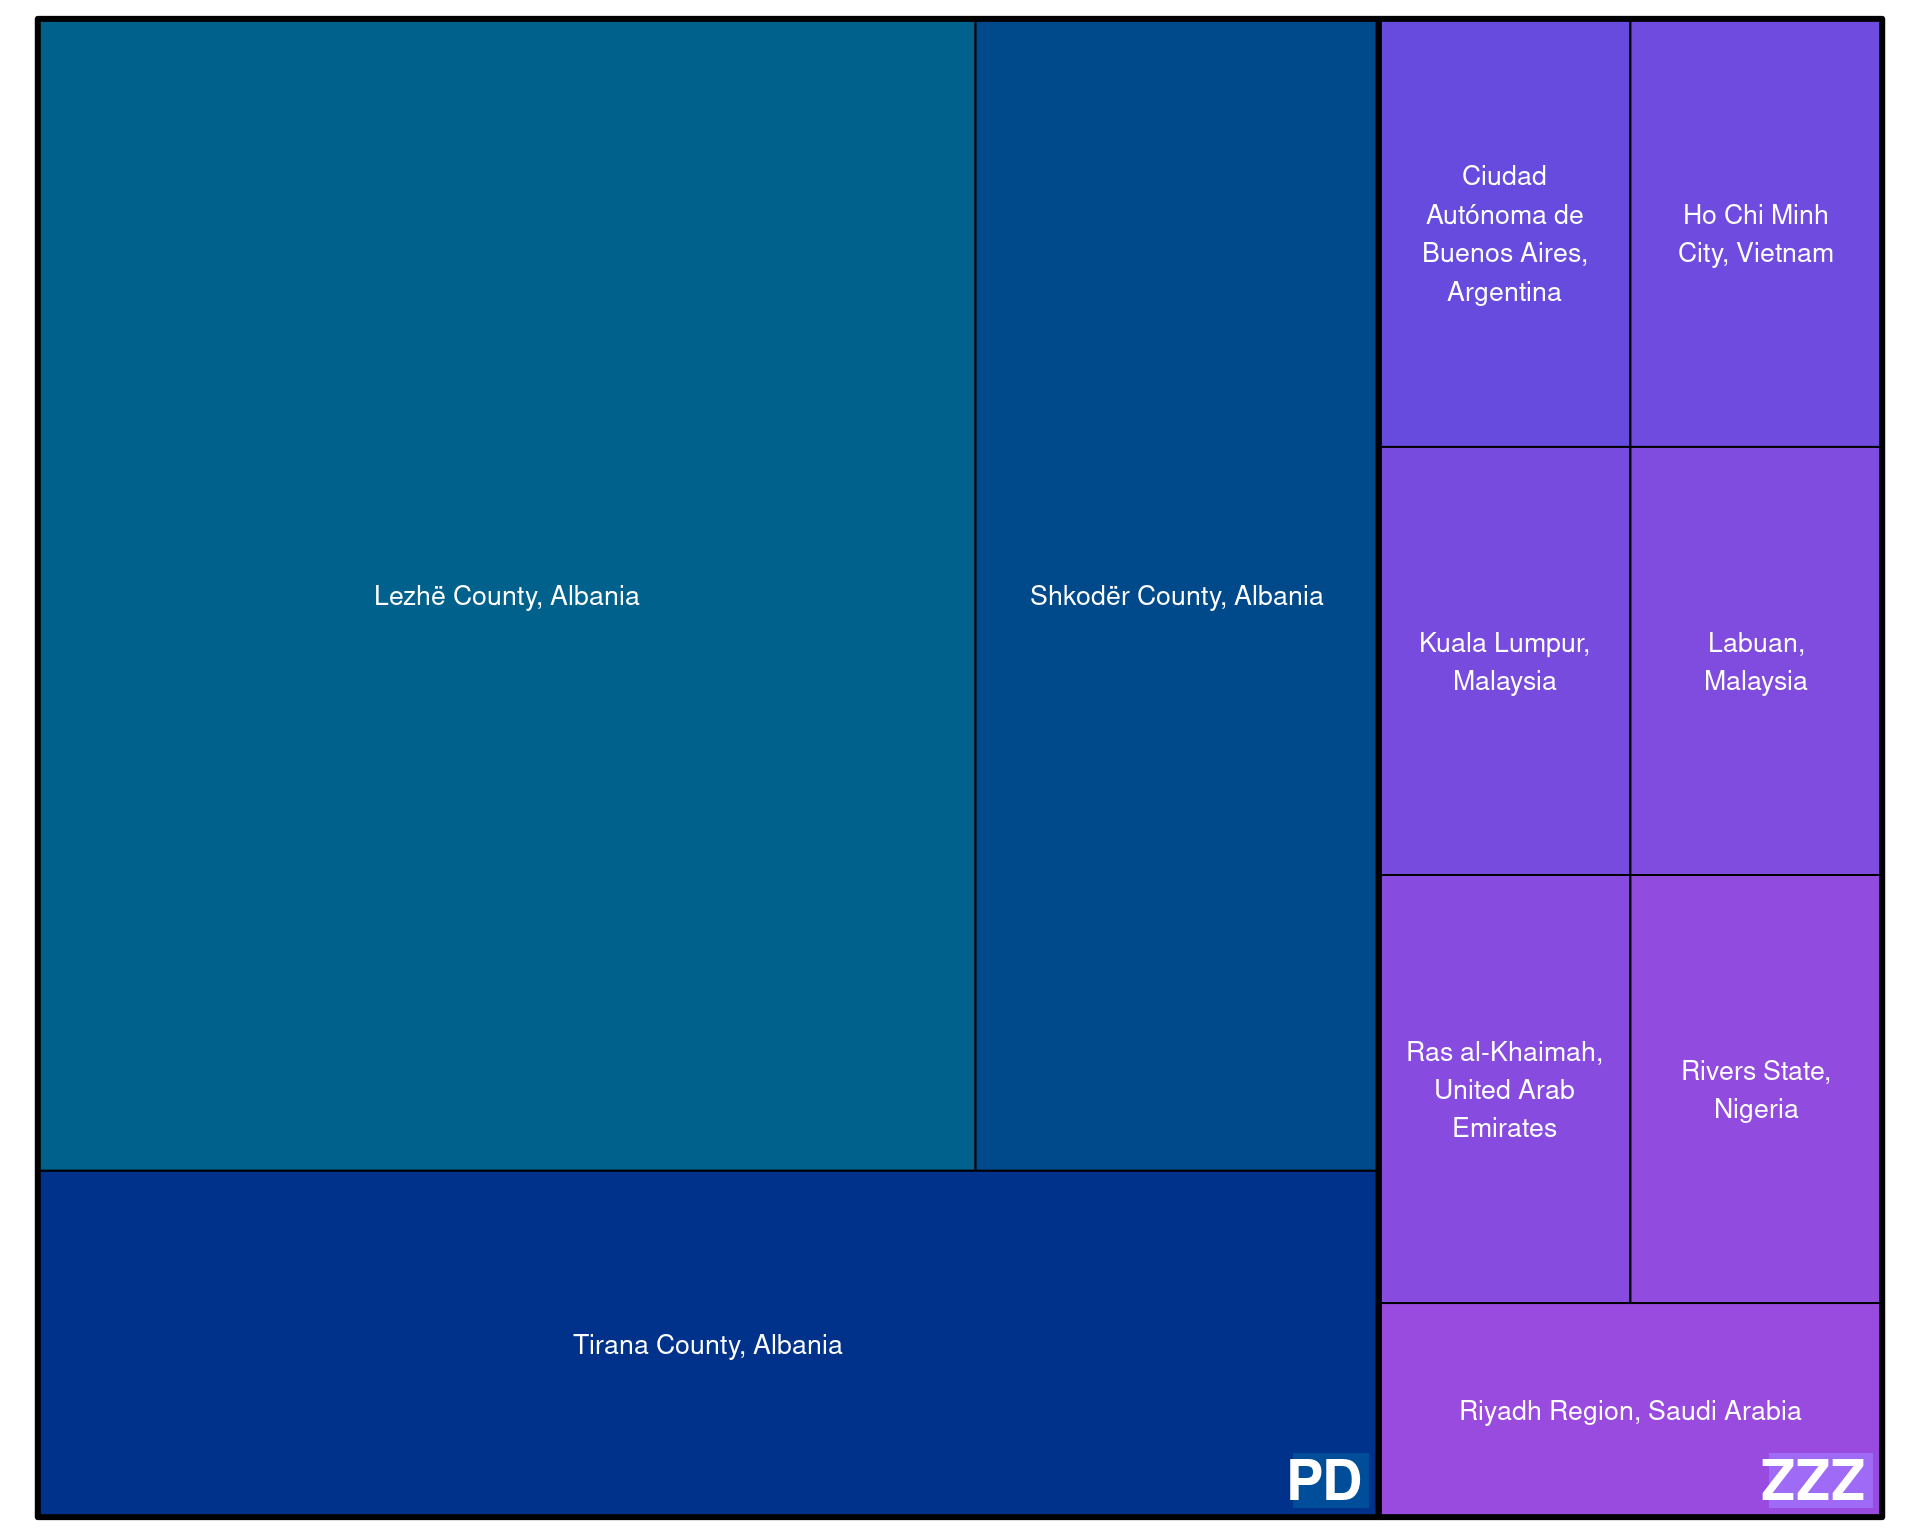 Lezhë County, Albania
Shkodër County, Albania
Tirana County, Albania
PD
Ciudad
Autónoma de
Buenos Aires,
Argentina
Ho Chi Minh
City, Vietnam
Kuala Lumpur,
Malaysia
Labuan,
Malaysia
Ras al-Khaimah,
United Arab
Emirates
Rivers State,
Nigeria
Riyadh Region, Saudi Arabia
ZZZ